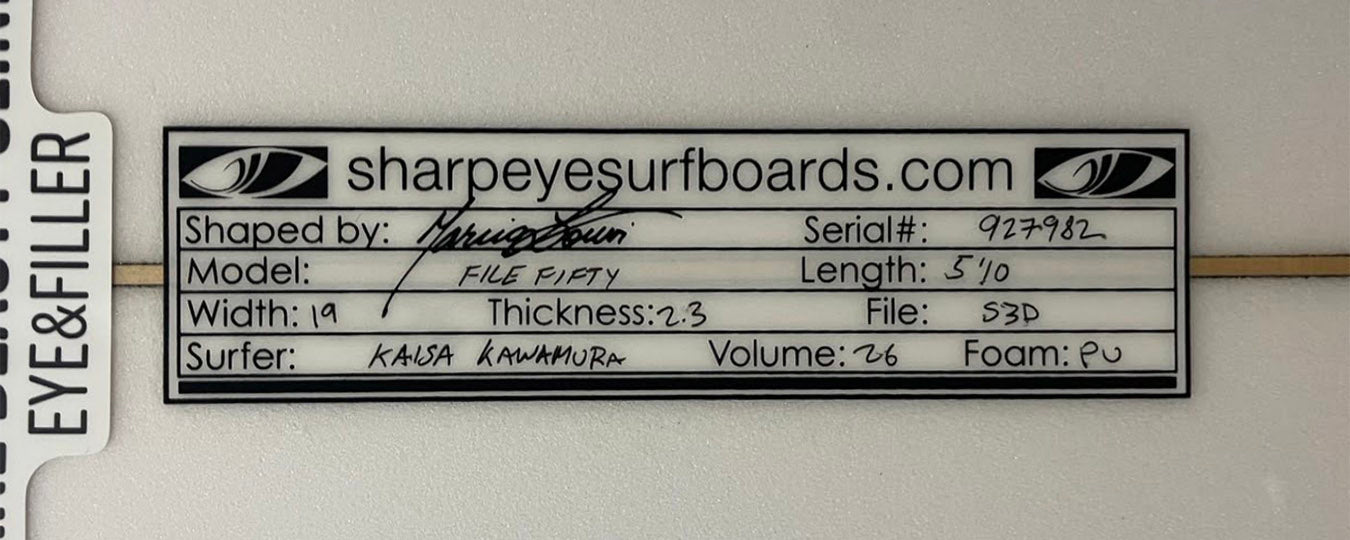 EYE&FILLER
sharpeyesurfboards.com
Shaped by: Serial#: 927982
Model: FILE FIFTY Length: 5'10
Width: 19 Thickness: 2.3 File: S3D
Surfer: KAISA KAWAMURA Volume: 26 Foam: PU